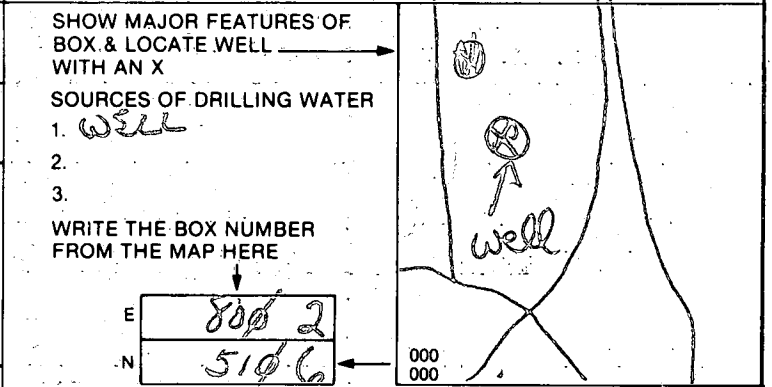 SHOW MAJOR FEATURES OF
BOX & LOCATE WELL
WITH AN X
SOURCES OF DRILLING WATER
1. WELL
2.
3.
WRITE THE BOX NUMBER
FROM THE MAP HERE
E 800 2
N 510 6
000
000
X
well